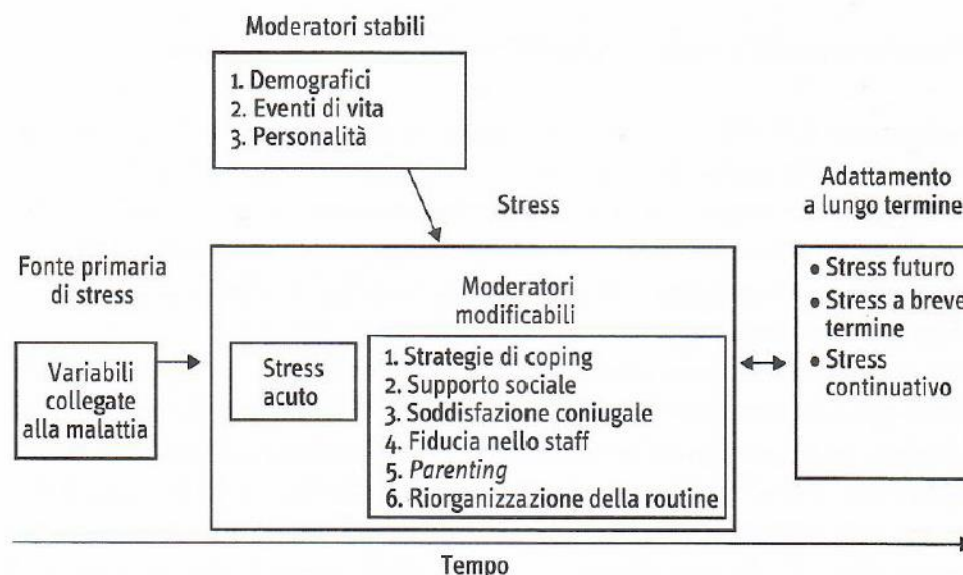 Moderatori stabili
1. Demografici
2. Eventi di vita
3. Personalità
Stress
Adattamento
a lungo termine
Fonte primaria
di stress
Variabili
collegate
alla malattia
Stress
acuto
Moderatori
modificabili
1. Strategie di coping
2. Supporto sociale
3. Soddisfazione coniugale
4. Fiducia nello staff
5. Parenting
6. Riorganizzazione della routine
• Stress futuro
• Stress a breve
termine
• Stress
continuativo
Tempo